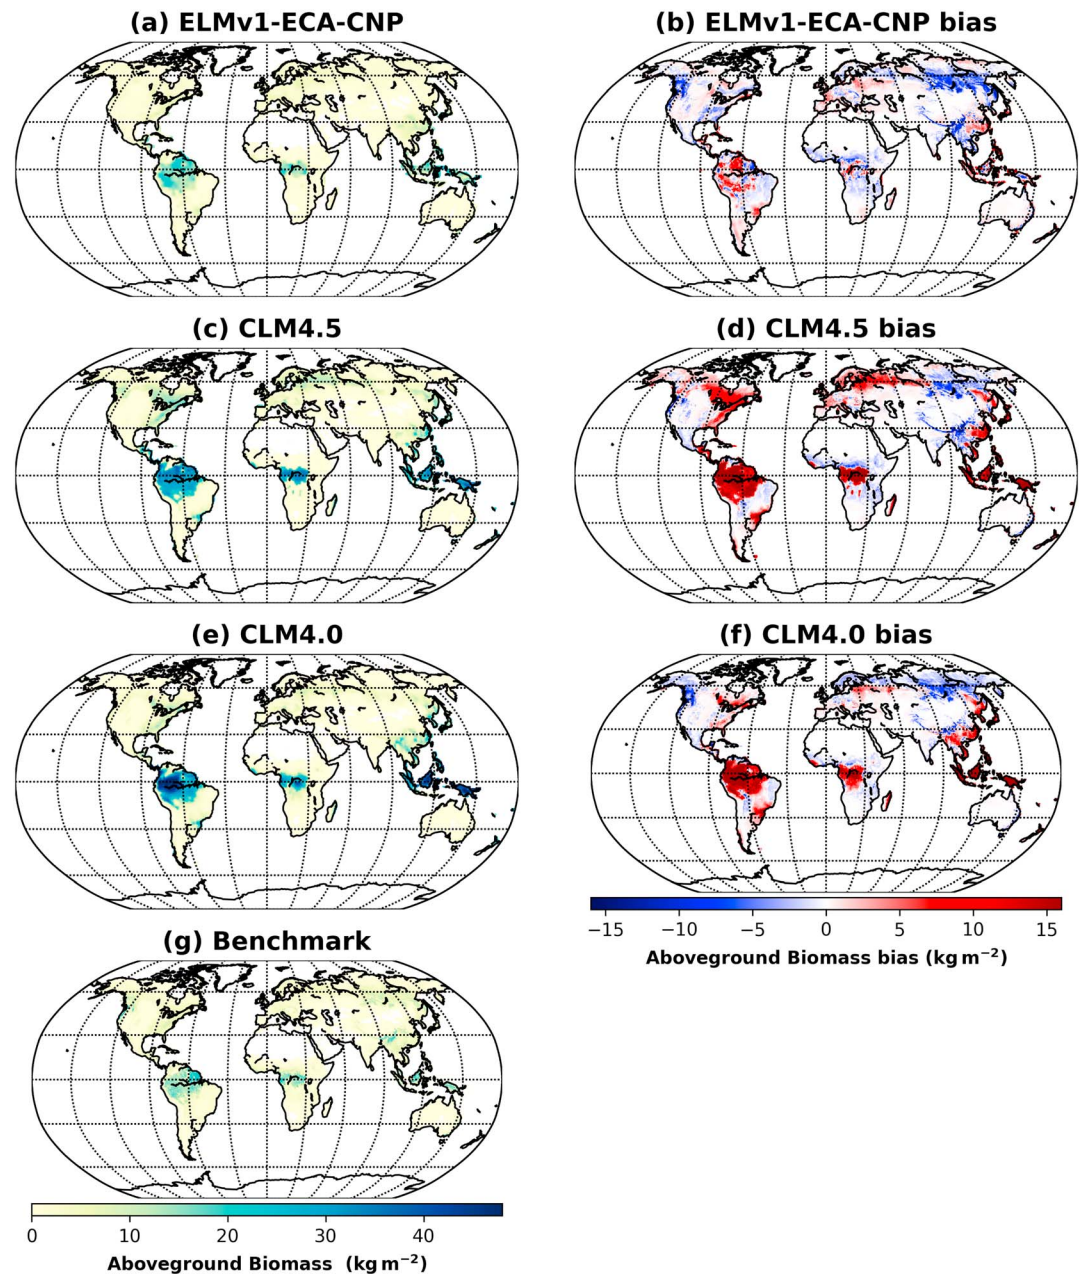 (a) ELMv1-ECA-CNP
(b) ELMv1-ECA-CNP bias
(c) CLM4.5
(d) CLM4.5 bias
(e) CLM4.0
(f) CLM4.0 bias
−15 −10 −5 0 5 10 15
Aboveground Biomass bias (kg m⁻²)
(g) Benchmark
0 10 20 30 40
Aboveground Biomass (kg m⁻²)